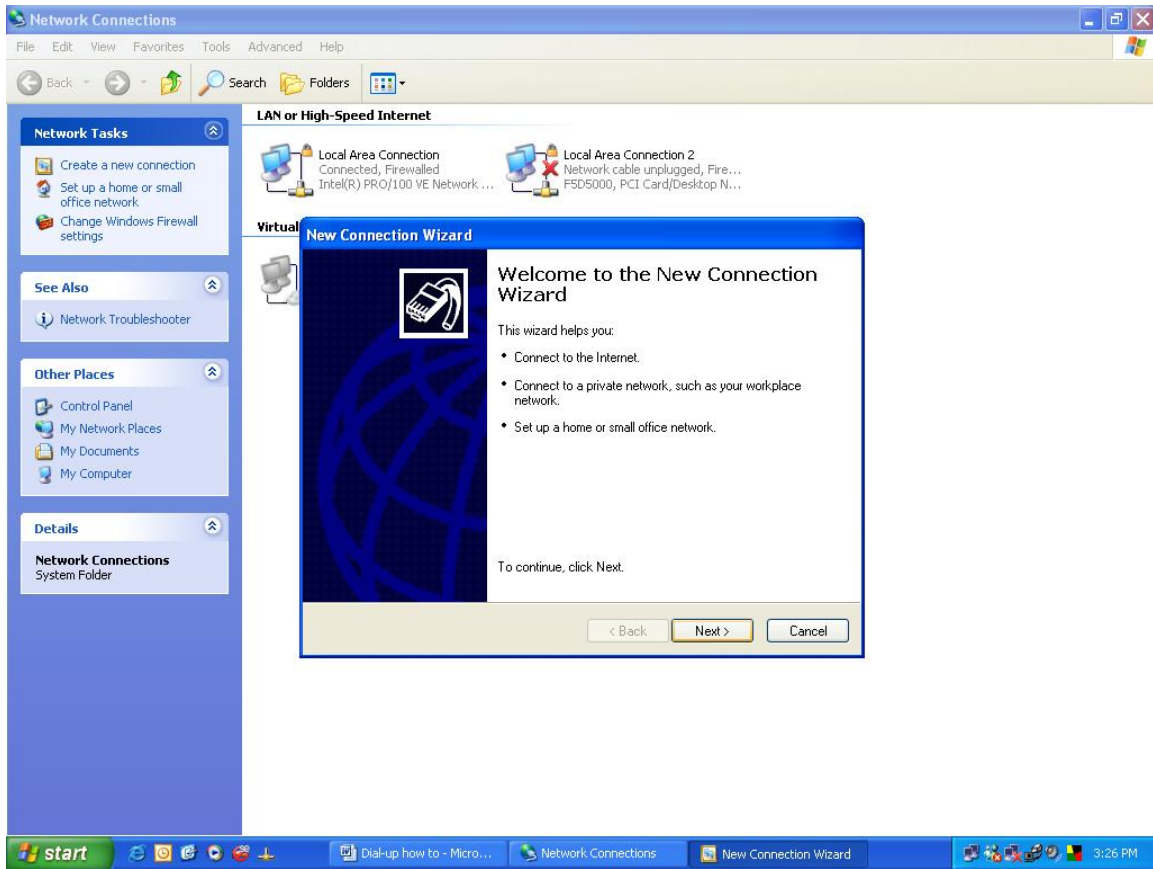 Network Connections
File Edit View Favorites Tools Advanced Help
Back Search Folders
Network Tasks
Create a new connection
Set up a home or small
office network
Change Windows Firewall
settings
See Also
Network Troubleshooter
Other Places
Control Panel
My Network Places
My Documents
My Computer
Details
Network Connections
System Folder
LAN or High-Speed Internet
Local Area Connection
Connected, Firewalled
Intel(R) PRO/100 VE Network ...
Local Area Connection 2
Network cable unplugged, Fire...
F5D5000, PCI Card/Desktop N...
Virtual
New Connection Wizard
Welcome to the New Connection
Wizard
This wizard helps you:
• Connect to the Internet.
• Connect to a private network, such as your workplace
network.
• Set up a home or small office network.
To continue, click Next.
< Back Next > Cancel
start Dial-up how to - Micro... Network Connections New Connection Wizard 3:26 PM